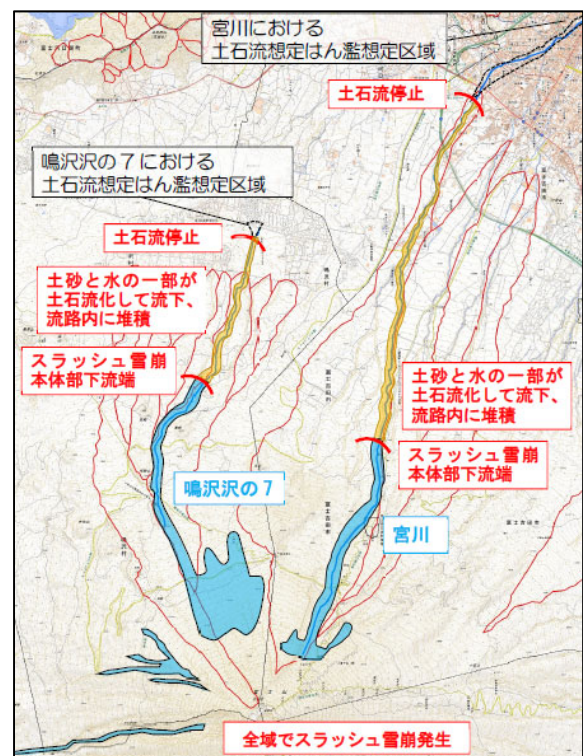 宮川における
土石流想定はん濫想定区域
土石流停止
鳴沢沢の7における
土石流想定はん濫想定区域
土石流停止
土砂と水の一部が
土石流化して流下、
流路内に堆積
スラッシュ雪崩
本体部下流端
土砂と水の一部が
土石流化して流下、
流路内に堆積
スラッシュ雪崩
本体部下流端
鳴沢沢の7
宮川
全域でスラッシュ雪崩発生